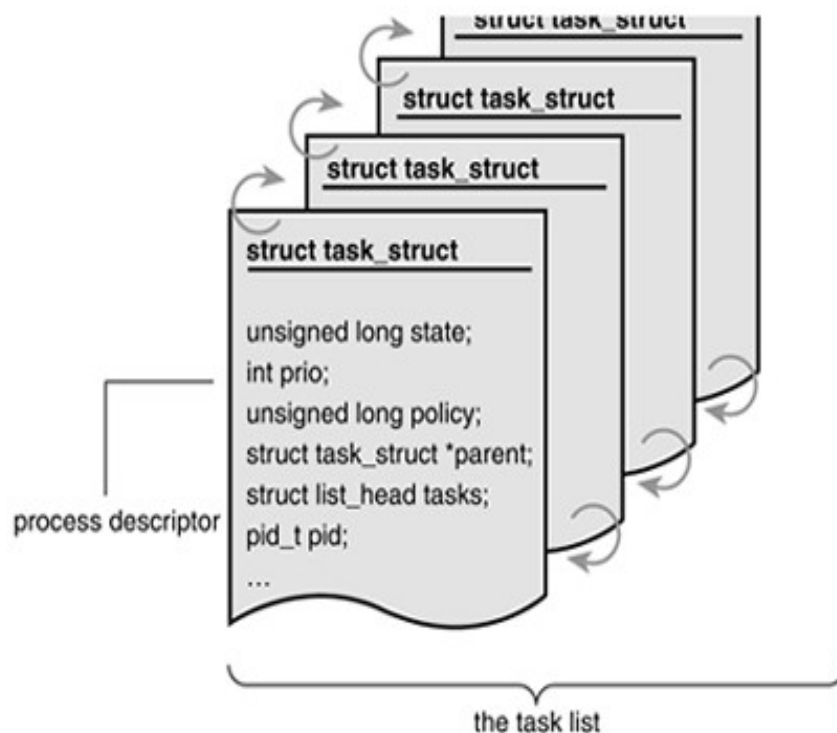 struct task_struct
struct task_struct
struct task_struct
struct task_struct
unsigned long state;
int prio;
unsigned long policy;
struct task_struct *parent;
struct list_head tasks;
pid_t pid;
...
process descriptor
the task list